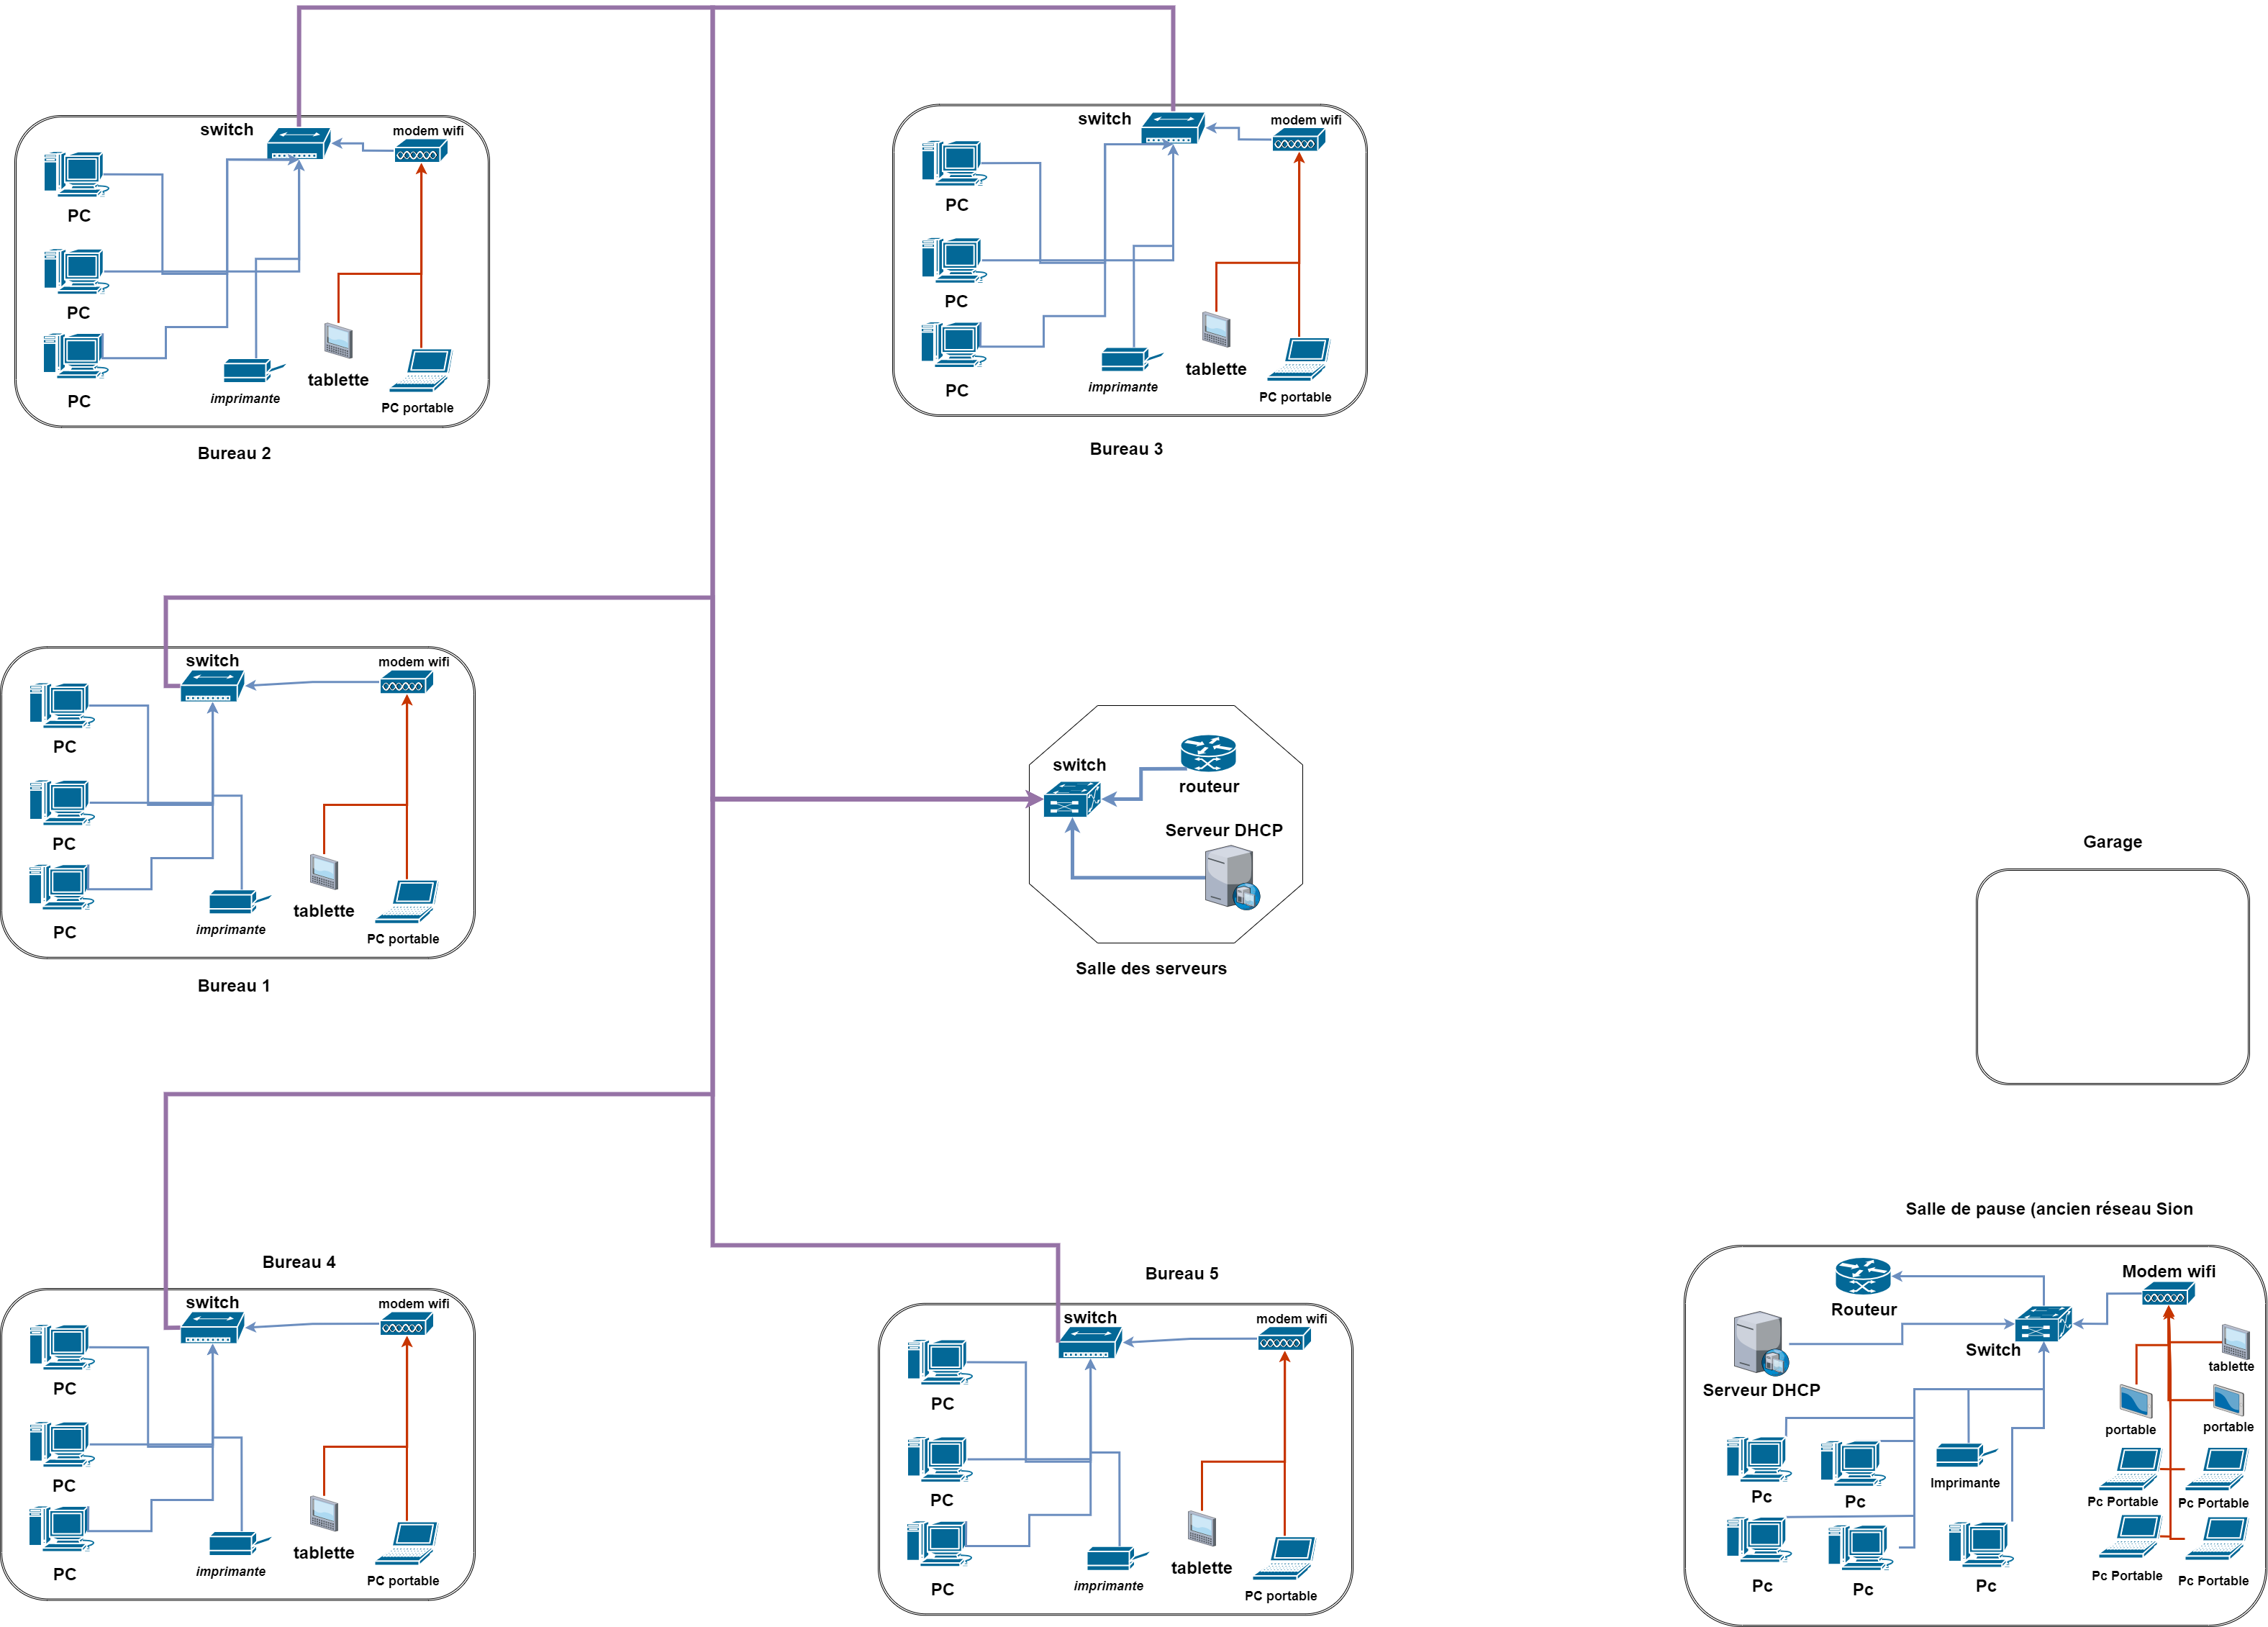 switch
modem wifi
PC
PC
PC
imprimante
tablette
PC portable
Bureau 2
switch
modem wifi
PC
PC
PC
imprimante
tablette
PC portable
Bureau 3
switch
modem wifi
PC
PC
PC
imprimante
tablette
PC portable
Bureau 1
switch
routeur
Serveur DHCP
Salle des serveurs
Garage
Bureau 4
switch
modem wifi
PC
PC
PC
imprimante
tablette
PC portable
Bureau 5
switch
modem wifi
PC
PC
PC
imprimante
tablette
PC portable
Salle de pause (ancien réseau Sion
Modem wifi
Routeur
Switch
tablette
Serveur DHCP
portable
portable
Pc
Pc
Imprimante
Pc Portable
Pc Portable
Pc
Pc
Pc
Pc Portable
Pc Portable